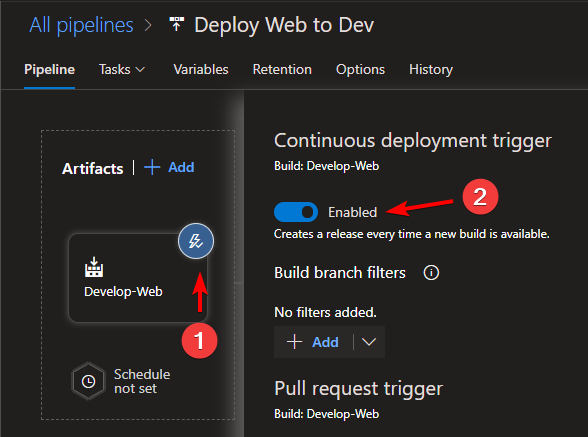 All pipelines > Deploy Web to Dev
Pipeline Tasks Variables Retention Options History
Artifacts | + Add
Develop-Web
1
Schedule
not set
Continuous deployment trigger
Build: Develop-Web
Enabled
2
Creates a release every time a new build is available.
Build branch filters
No filters added.
+ Add
Pull request trigger
Build: Develop-Web